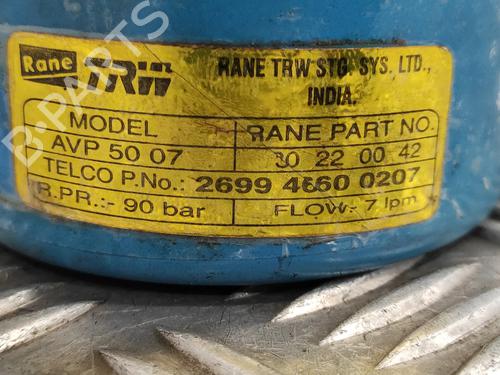 Rane TRW
RANE TRW STG. SYS. LTD.,
INDIA.
MODEL RANE PART NO.
AVP 50 07 30 22 00 42
TELCO P.No.: 2699 4660 0207
R.PR.:- 90 bar FLOW:- 7 lpm
B-PARTS